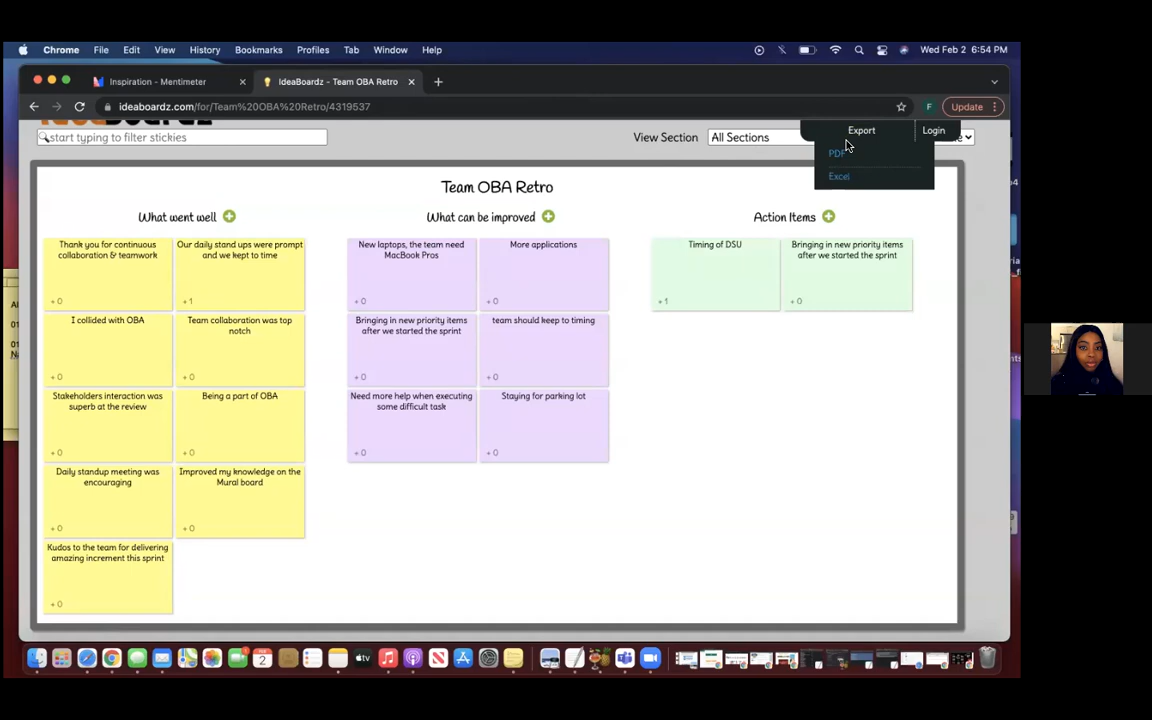 Chrome File Edit View History Bookmarks Profiles Tab Window Help Wed Feb 2 6:54 PM
Inspiration - Mentimeter IdeaBoardz - Team OBA Retro
ideaboardz.com/for/Team%20OBA%20Retro/4319537 F Update
Export Login
start typing to filter stickies View Section All Sections
PDF
Excel
Team OBA Retro
What went well What can be improved Action Items
Thank you for continuous
collaboration & teamwork
+ 0
Our daily stand ups were prompt
and we kept to time
+ 1
I collided with OBA
+ 0
Team collaboration was top
notch
+ 0
Stakeholders interaction was
superb at the review
+ 0
Being a part of OBA
+ 0
Daily standup meeting was
encouraging
+ 0
Improved my knowledge on the
Mural board
+ 0
Kudos to the team for delivering
amazing increment this sprint
+ 0
New laptops, the team need
MacBook Pros
+ 0
More applications
+ 0
Bringing in new priority items
after we started the sprint
+ 0
team should keep to timing
+ 0
Need more help when executing
some difficult task
+ 0
Staying for parking lot
+ 0
Timing of DSU
+ 1
Bringing in new priority items
after we started the sprint
+ 0